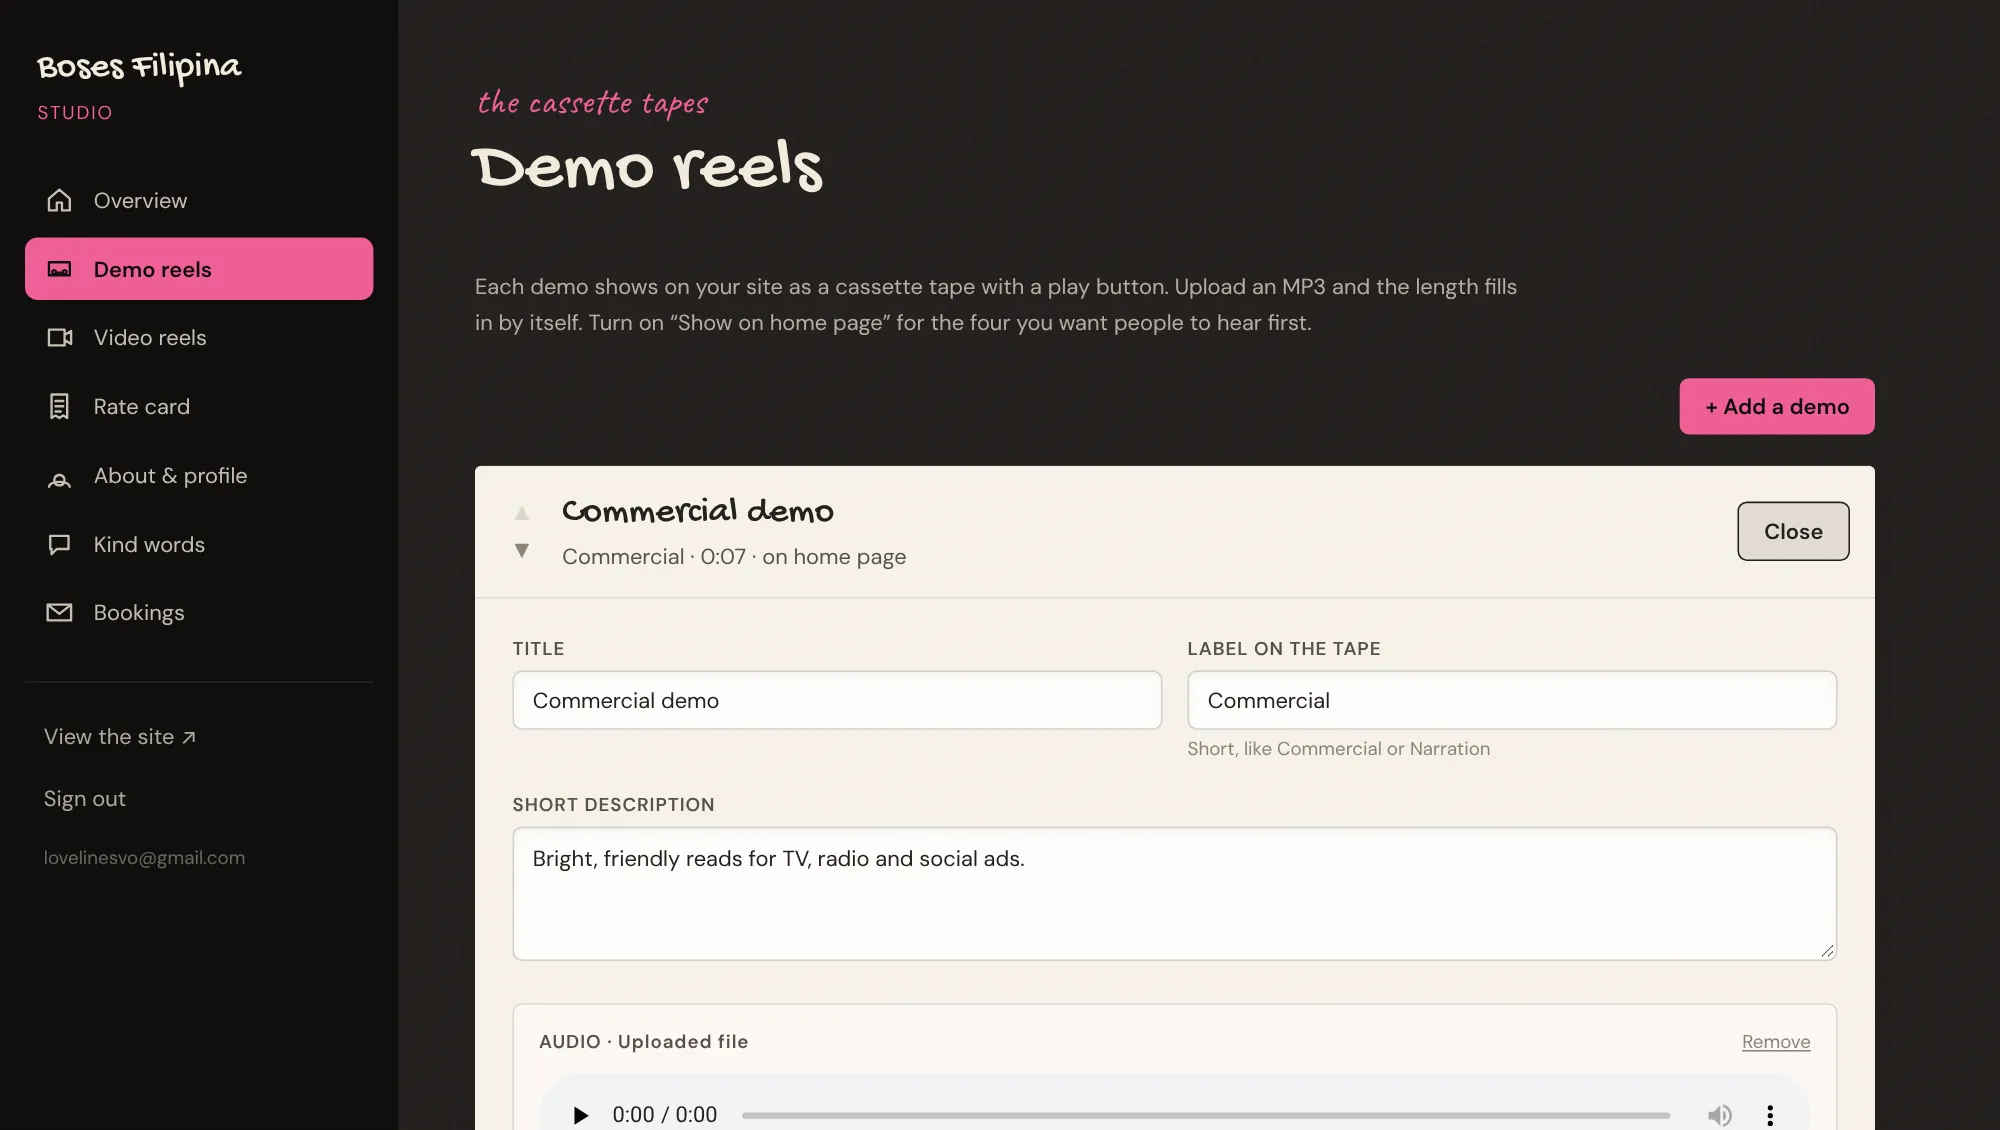 Boses Filipina
STUDIO
Overview
Demo reels
Video reels
Rate card
About & profile
Kind words
Bookings
View the site ↗
Sign out
lovelinesvo@gmail.com
the cassette tapes
Demo reels
Each demo shows on your site as a cassette tape with a play button. Upload an MP3 and the length fills
in by itself. Turn on “Show on home page” for the four you want people to hear first.
+ Add a demo
Commercial demo
Commercial · 0:07 · on home page
Close
TITLE
Commercial demo
LABEL ON THE TAPE
Commercial
Short, like Commercial or Narration
SHORT DESCRIPTION
Bright, friendly reads for TV, radio and social ads.
AUDIO · Uploaded file
Remove
0:00 / 0:00